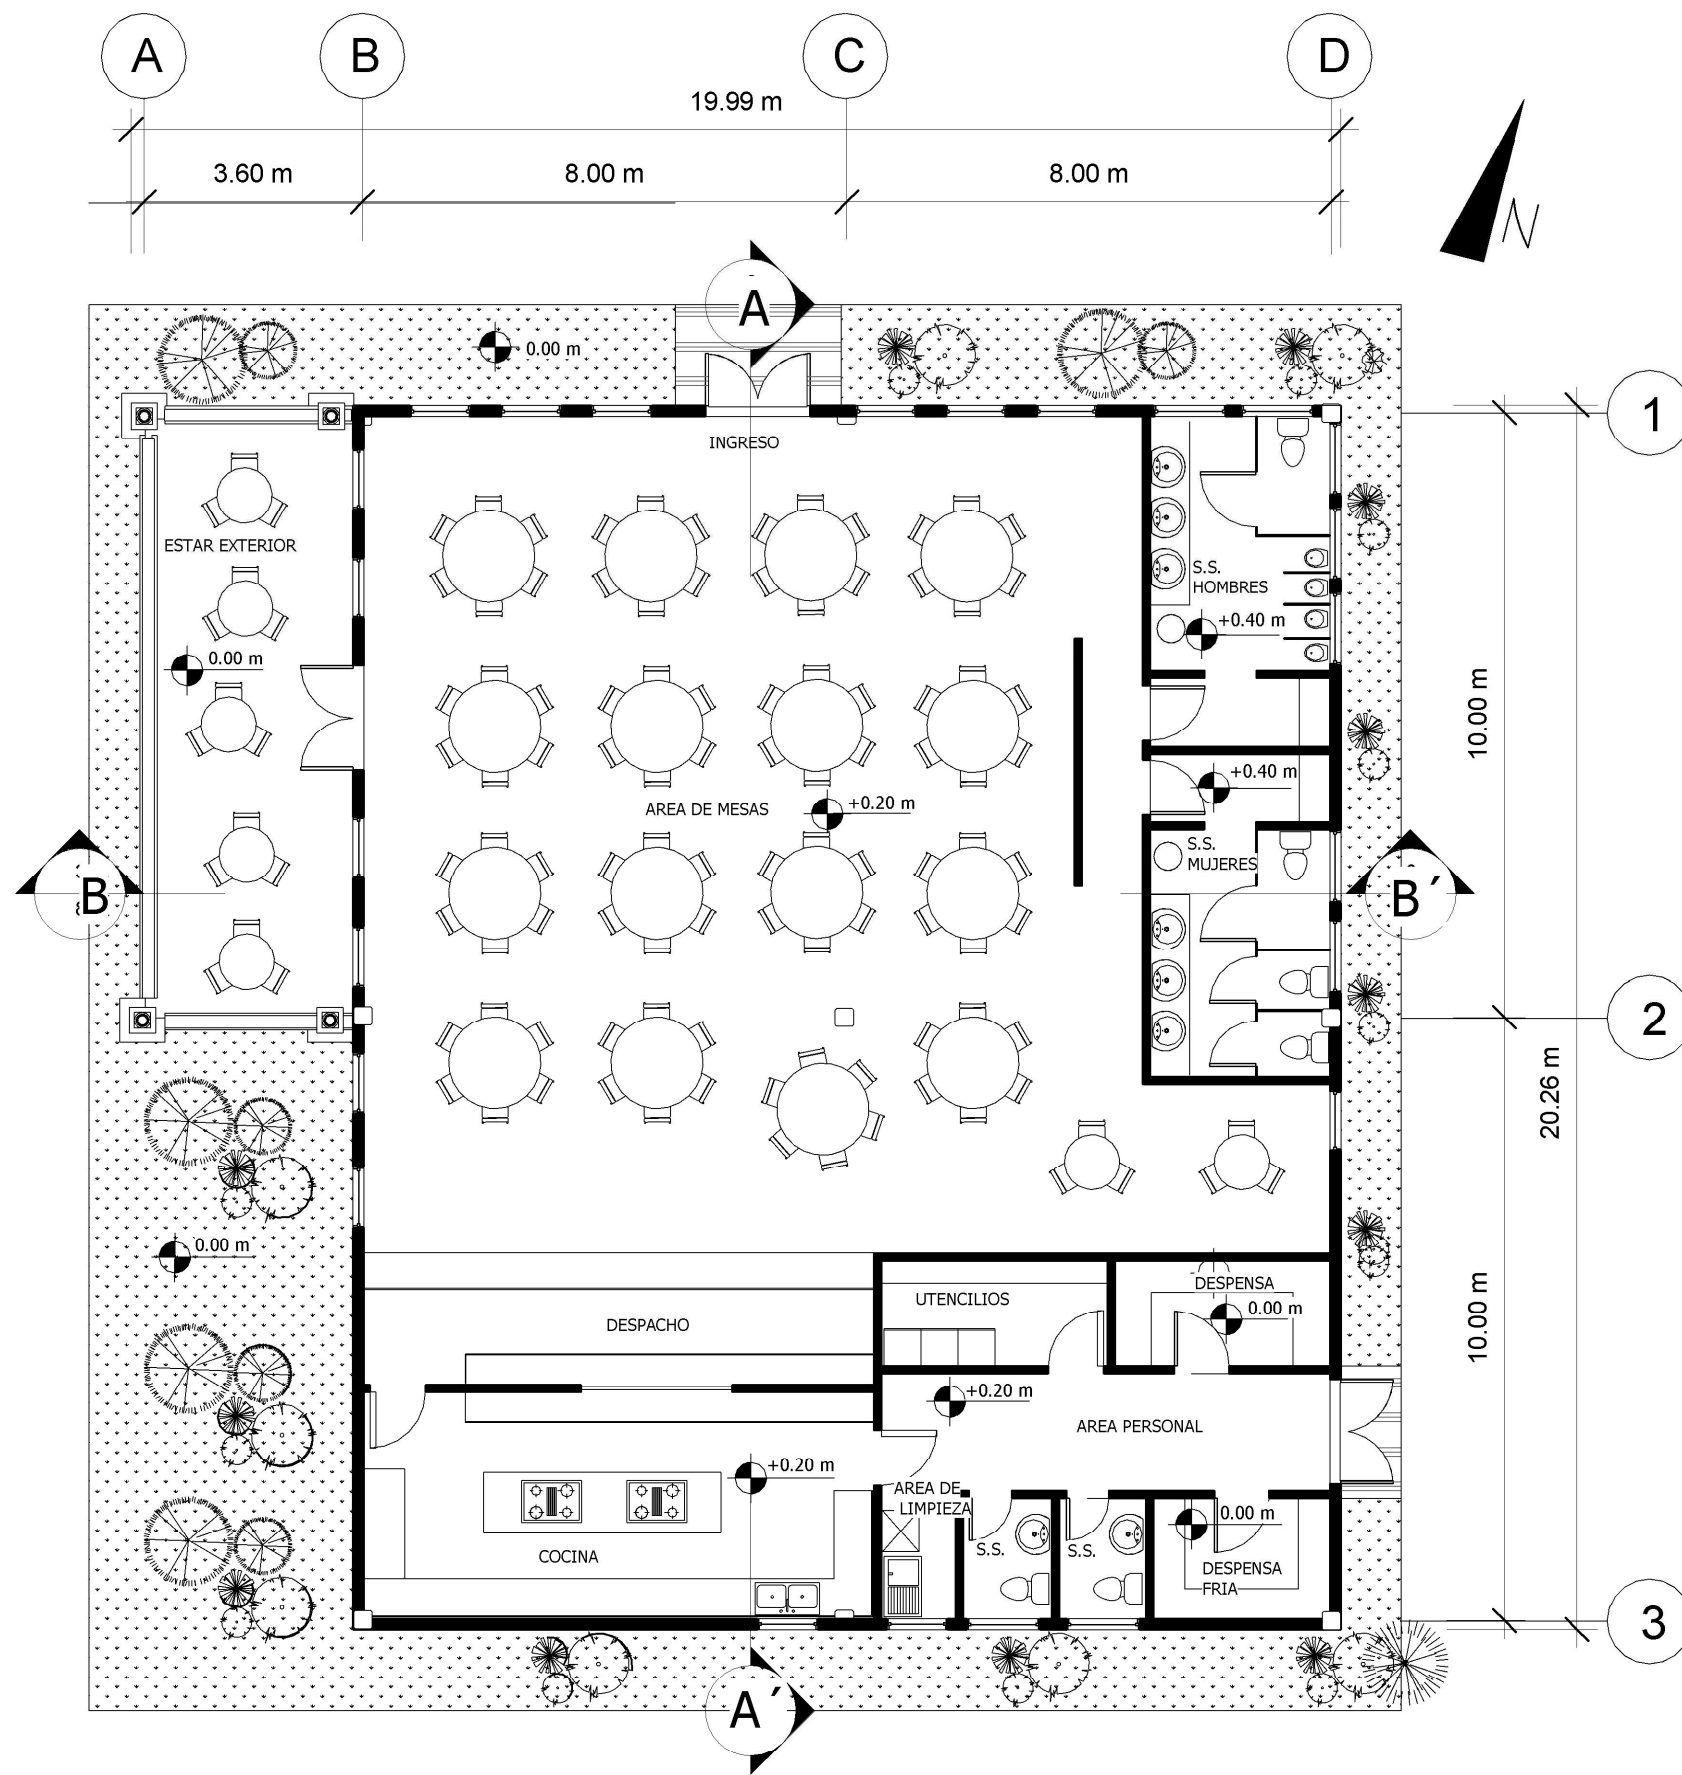 A
B
C
D
19.99 m
3.60 m
8.00 m
8.00 m
N
A
0.00 m
1
INGRESO
ESTAR EXTERIOR
S.S.
HOMBRES
+0.40 m
0.00 m
10.00 m
+0.40 m
AREA DE MESAS
+0.20 m
S.S.
MUJERES
B
B´
2
20.26 m
0.00 m
DESPENSA
UTENCILIOS
0.00 m
10.00 m
DESPACHO
+0.20 m
AREA PERSONAL
+0.20 m
AREA DE
LIMPIEZA
0.00 m
COCINA
S.S.
S.S.
DESPENSA
FRIA
3
A´